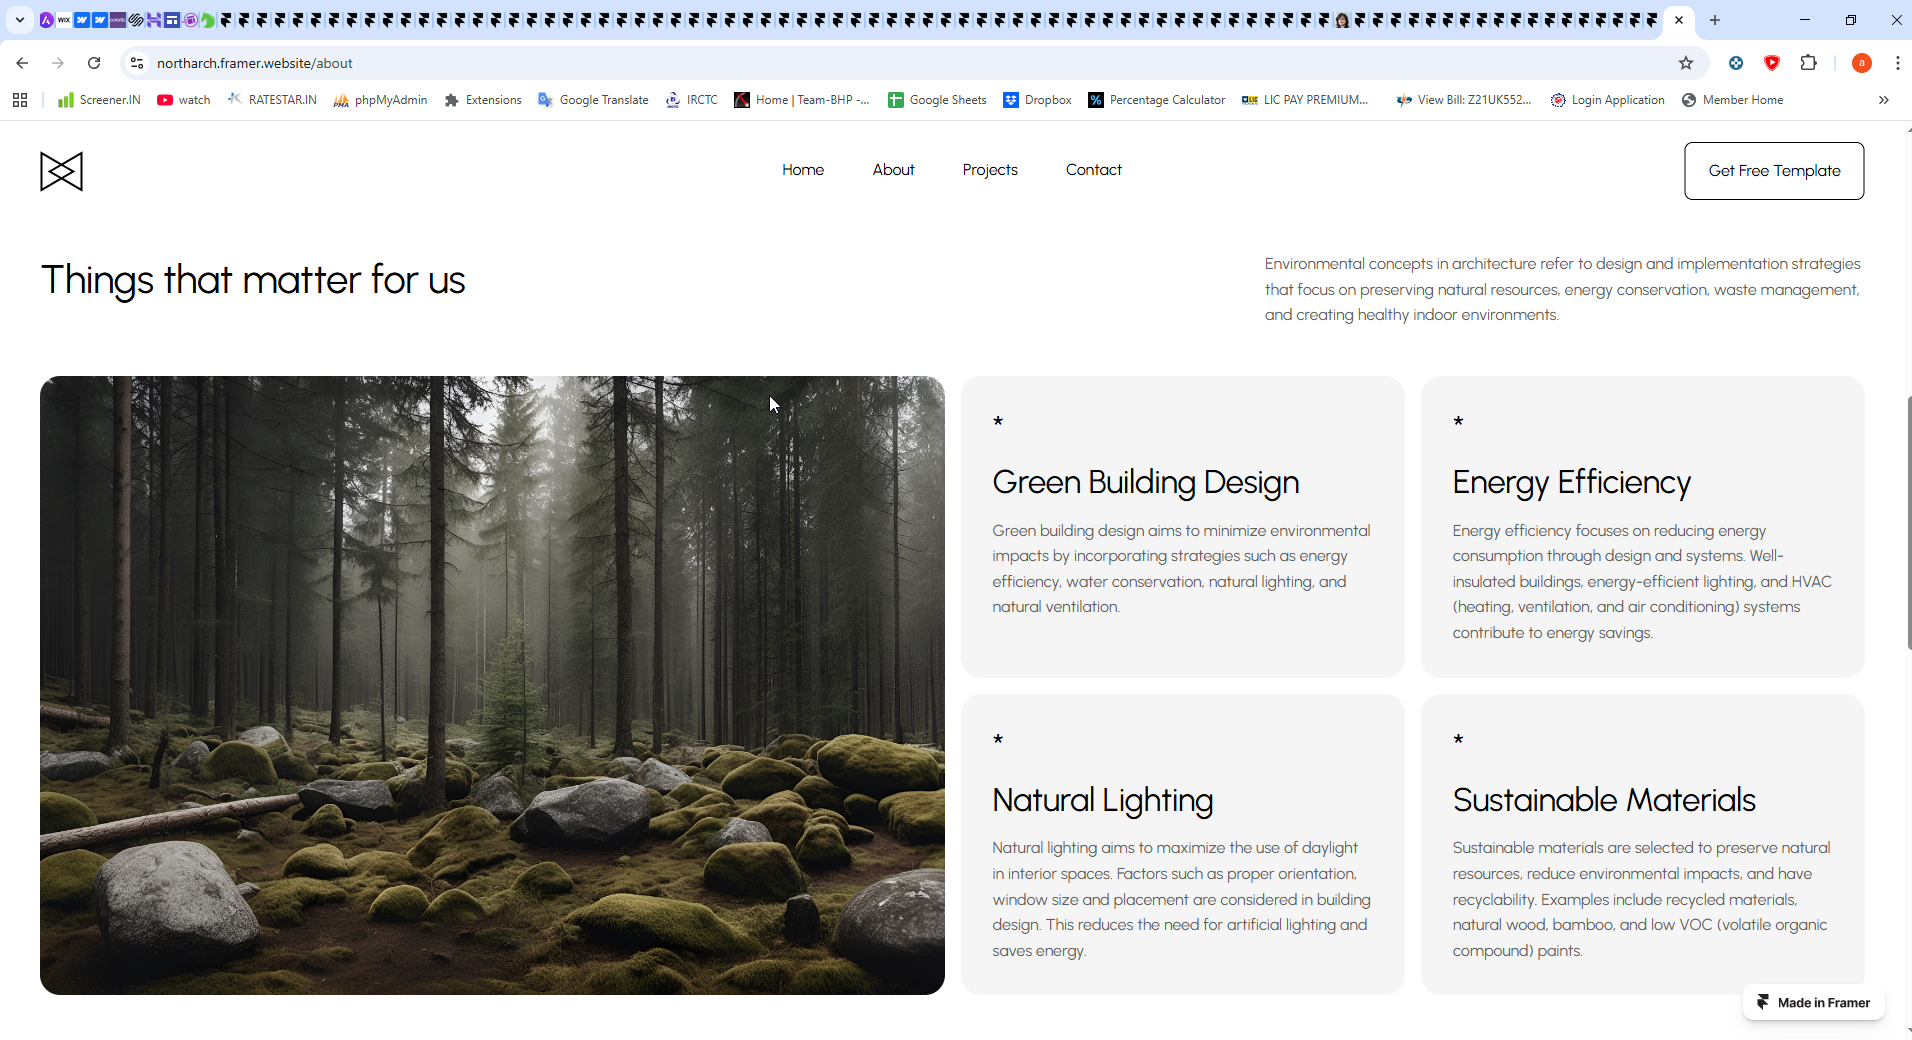 WIX
northarch.framer.website/about
a
Screener.IN
watch
RATESTAR.IN
PMA
phpMyAdmin
Extensions
Google Translate
IRCTC
Home | Team-BHP -...
Google Sheets
Dropbox
Percentage Calculator
LIC PAY PREMIUM...
View Bill: Z21UK552...
Login Application
Member Home
Home
About
Projects
Contact
Get Free Template
Things that matter for us
Environmental concepts in architecture refer to design and implementation strategies
that focus on preserving natural resources, energy conservation, waste management,
and creating healthy indoor environments.
*
Green Building Design
Green building design aims to minimize environmental
impacts by incorporating strategies such as energy
efficiency, water conservation, natural lighting, and
natural ventilation.
*
Energy Efficiency
Energy efficiency focuses on reducing energy
consumption through design and systems. Well-
insulated buildings, energy-efficient lighting, and HVAC
(heating, ventilation, and air conditioning) systems
contribute to energy savings.
*
Natural Lighting
Natural lighting aims to maximize the use of daylight
in interior spaces. Factors such as proper orientation,
window size and placement are considered in building
design. This reduces the need for artificial lighting and
saves energy.
*
Sustainable Materials
Sustainable materials are selected to preserve natural
resources, reduce environmental impacts, and have
recyclability. Examples include recycled materials,
natural wood, bamboo, and low VOC (volatile organic
compound) paints.
Made in Framer